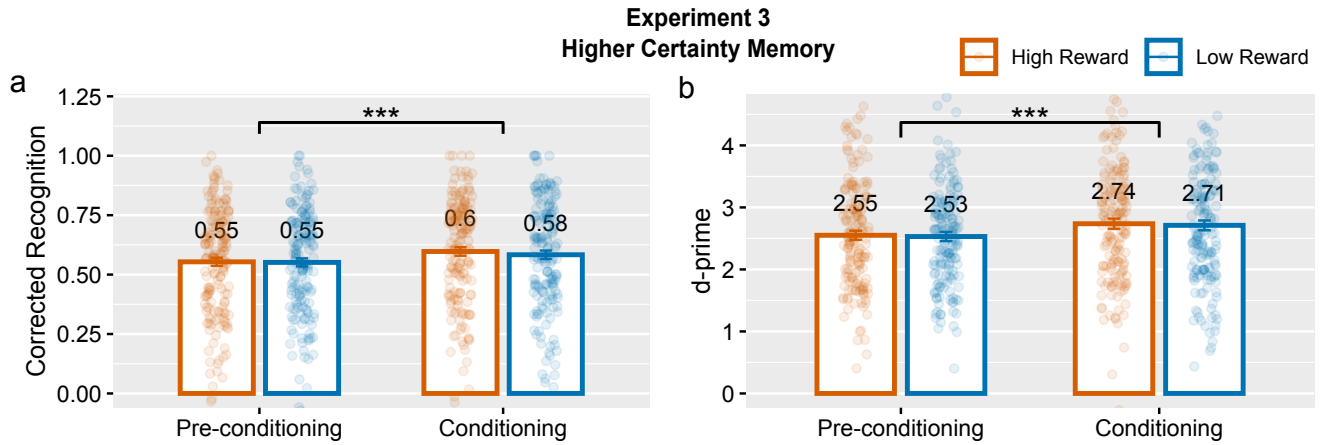 Experiment 3
Higher Certainty Memory
High Reward
Low Reward
a
Corrected Recognition
1.25
1.00
0.75
0.50
0.25
0.00
***
0.55
0.55
0.6
0.58
Pre-conditioning
Conditioning
b
d-prime
4
3
2
1
0
***
2.55
2.53
2.74
2.71
Pre-conditioning
Conditioning